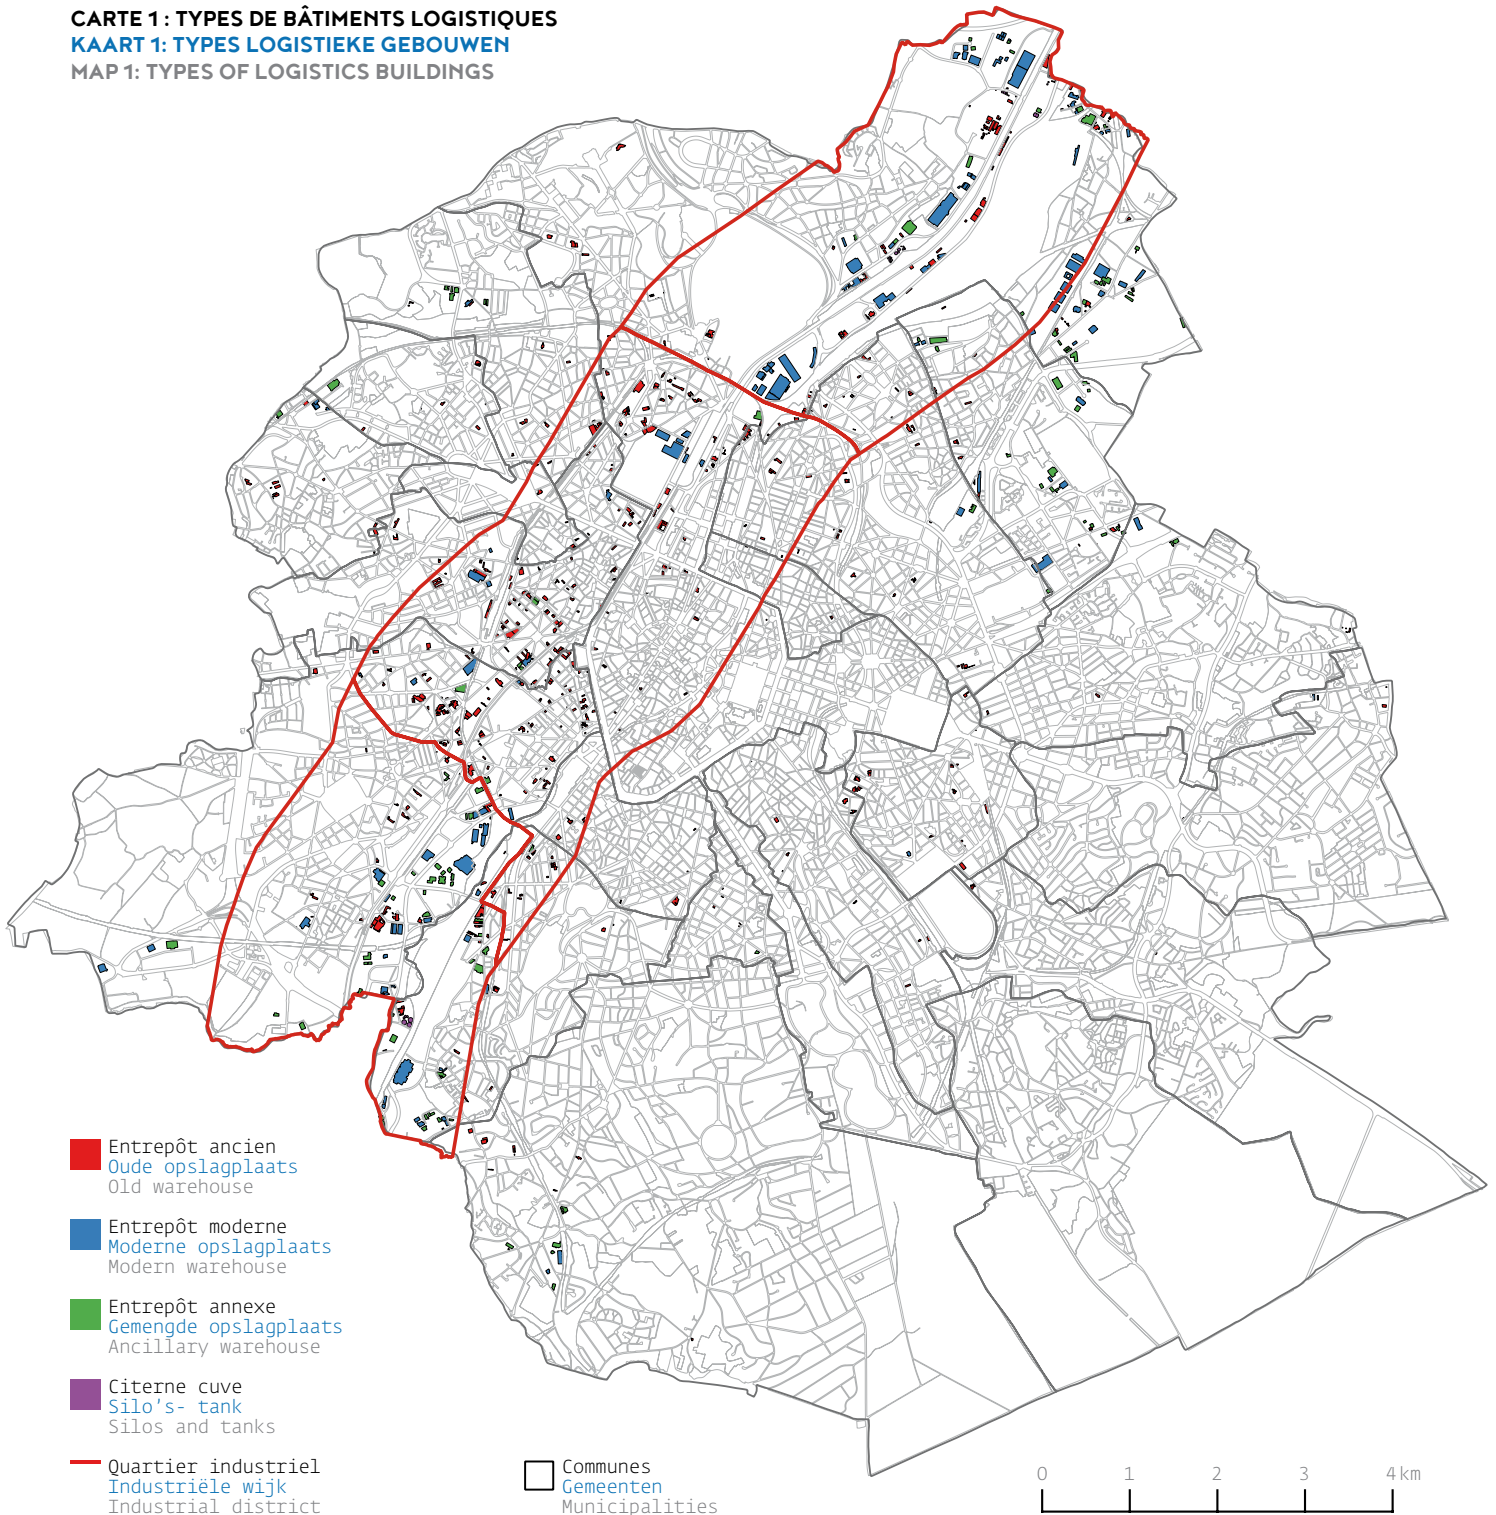 CARTE 1 : TYPES DE BÂTIMENTS LOGISTIQUES
KAART 1: TYPES LOGISTIEKE GEBOUWEN
MAP 1: TYPES OF LOGISTICS BUILDINGS
Entrepôt ancien
Oude opslagplaats
Old warehouse
Entrepôt moderne
Moderne opslagplaats
Modern warehouse
Entrepôt annexe
Gemengde opslagplaats
Ancillary warehouse
Citerne cuve
Silo's- tank
Silos and tanks
Quartier industriel
Industriële wijk
Industrial district
Communes
Gemeenten
Municipalities
0 1 2 3 4 km